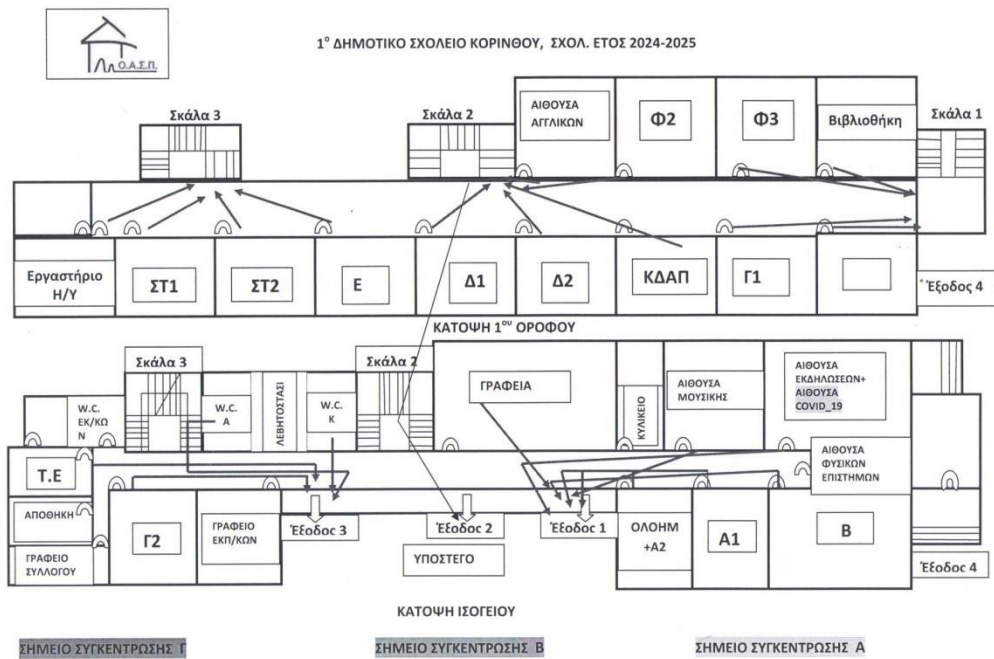 Ο.Α.Σ.Π.
1ο ΔΗΜΟΤΙΚΟ ΣΧΟΛΕΙΟ ΚΟΡΙΝΘΟΥ, ΣΧΟΛ. ΕΤΟΣ 2024-2025
Σκάλα 3
Σκάλα 2
ΑΙΘΟΥΣΑ
ΑΓΓΛΙΚΩΝ
Φ2
Φ3
Βιβλιοθήκη
Σκάλα 1
Εργαστήριο
Η/Υ
ΣΤ1
ΣΤ2
Ε
Δ1
Δ2
ΚΔΑΠ
Γ1
Έξοδος 4
ΚΑΤΟΨΗ 1ου ΟΡΟΦΟΥ
Σκάλα 3
Σκάλα 2
W.C.
ΕΚ/ΚΩ
Ν
W.C.
Α
ΛΕΒΗΤΟΣΤΑΣΙ
W.C.
Κ
ΓΡΑΦΕΙΑ
ΚΥΛΙΚΕΙΟ
ΑΙΘΟΥΣΑ
ΜΟΥΣΙΚΗΣ
ΑΙΘΟΥΣΑ
ΕΚΔΗΛΩΣΕΩΝ+
ΑΙΘΟΥΣΑ
COVID_19
ΑΙΘΟΥΣΑ
ΦΥΣΙΚΩΝ
ΕΠΙΣΤΗΜΩΝ
Τ.Ε
ΑΠΟΘΗΚΗ
ΓΡΑΦΕΙΟ
ΣΥΛΛΟΓΟΥ
Γ2
ΓΡΑΦΕΙΟ
ΕΚΠ/ΚΩΝ
Έξοδος 3
Έξοδος 2
ΥΠΟΣΤΕΓΟ
Έξοδος 1
ΟΛΟΗΜ
+Α2
Α1
Β
Έξοδος 4
ΚΑΤΟΨΗ ΙΣΟΓΕΙΟΥ
ΣΗΜΕΙΟ ΣΥΓΚΕΝΤΡΩΣΗΣ Γ
ΣΗΜΕΙΟ ΣΥΓΚΕΝΤΡΩΣΗΣ Β
ΣΗΜΕΙΟ ΣΥΓΚΕΝΤΡΩΣΗΣ Α